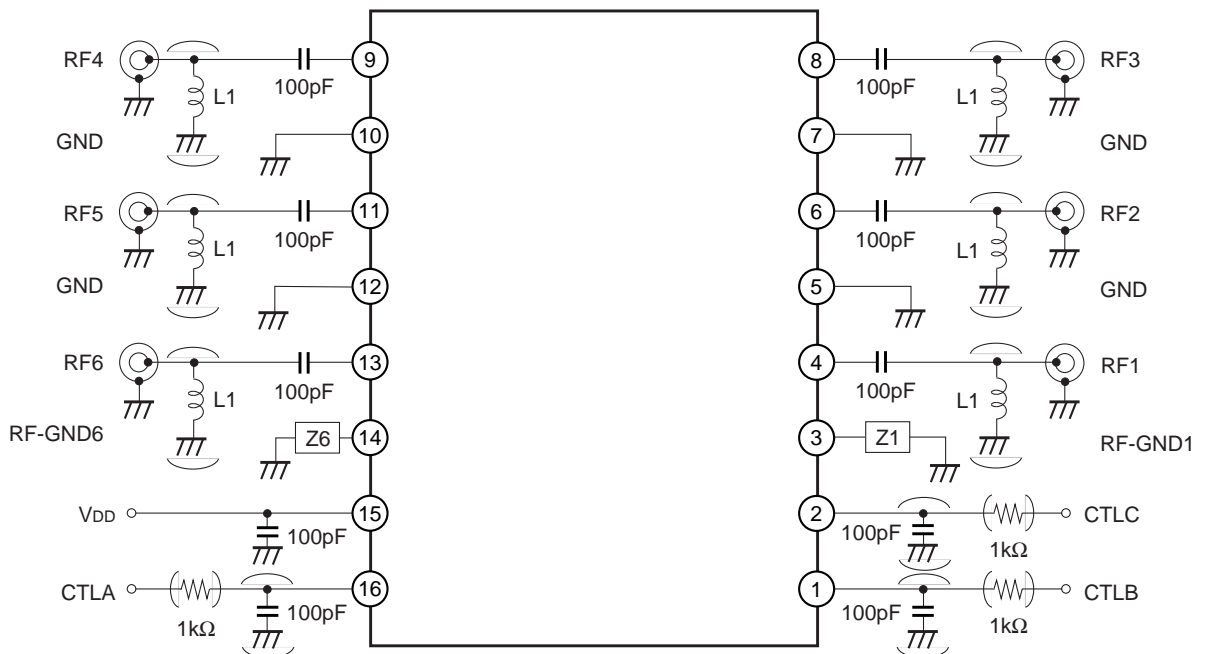 RF4
L1
100pF
9
8
100pF
L1
RF3
GND
10
7
GND
RF5
L1
100pF
11
6
100pF
L1
RF2
GND
12
5
GND
RF6
L1
100pF
13
4
100pF
L1
RF1
RF-GND6
Z6
14
3
Z1
RF-GND1
VDD
100pF
15
2
100pF
1kΩ
CTLC
CTLA
1kΩ
100pF
16
1
100pF
1kΩ
CTLB